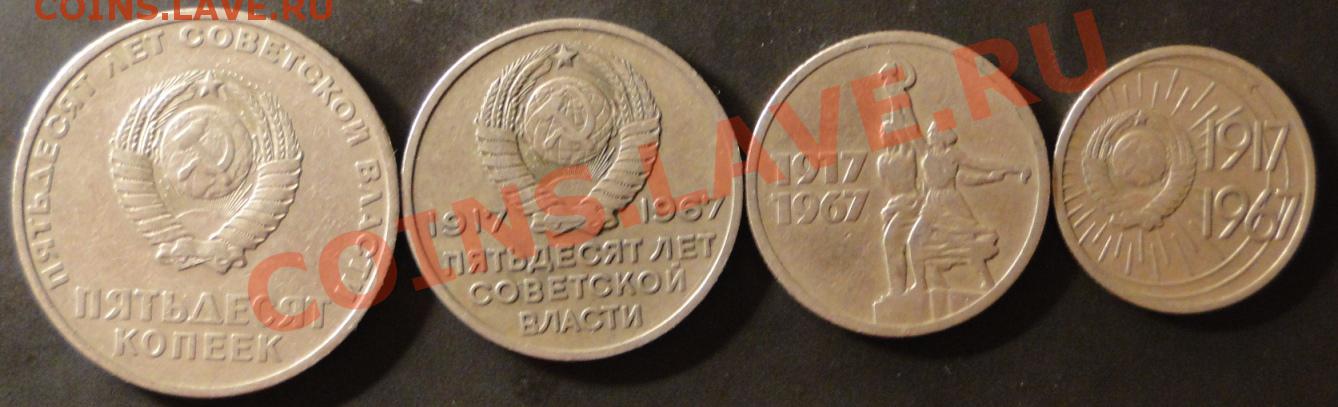 COINS.LAVE.RU
COINS.LAVE.RU
ПЯТЬДЕСЯТ ЛЕТ СОВЕТСКОЙ ВЛАСТИ
ПЯТЬДЕСЯТ
КОПЕЕК
1917 1967
ПЯТЬДЕСЯТ ЛЕТ
СОВЕТСКОЙ
ВЛАСТИ
1917
1967
1917
1967